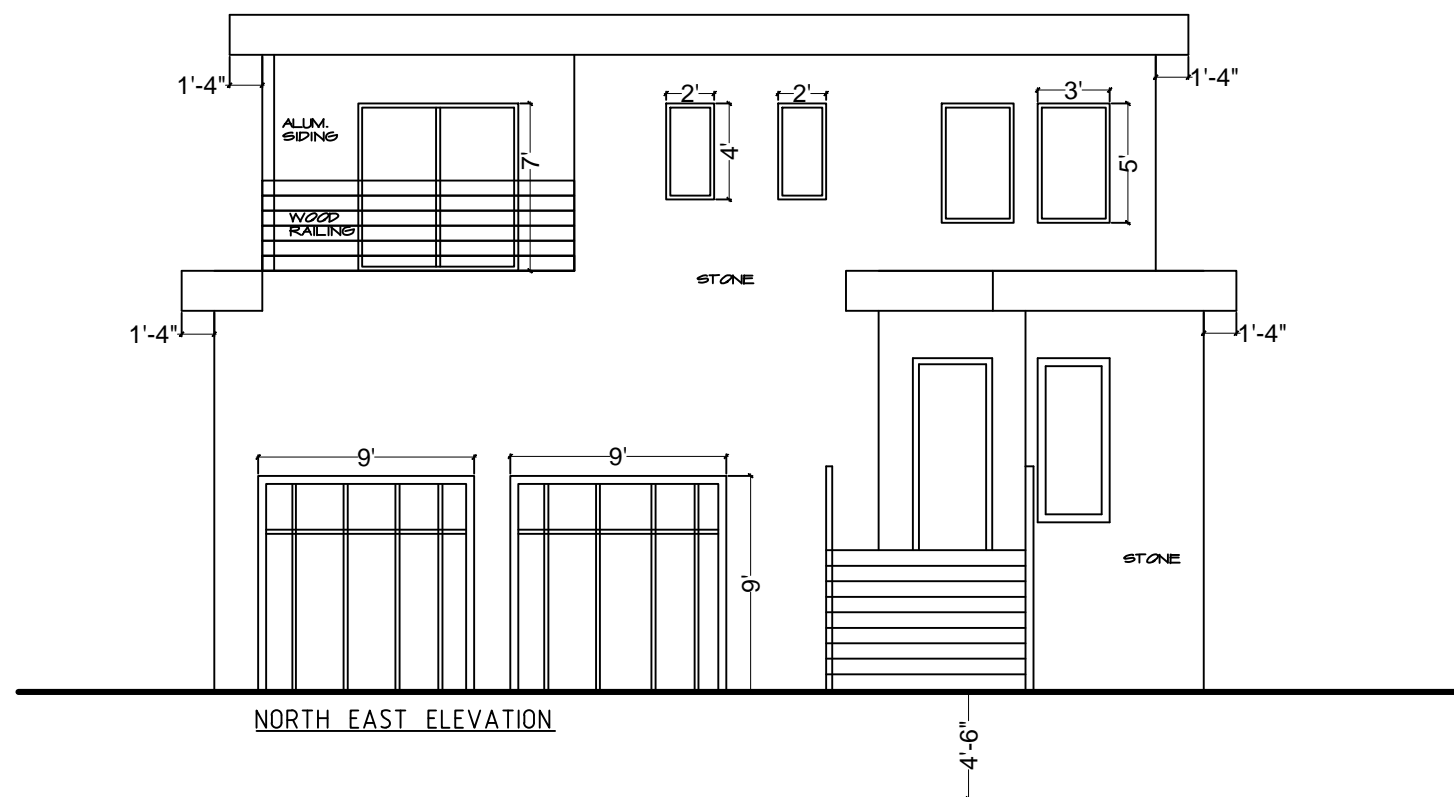 1'-4"
1'-4"
2'
2'
3'
ALUM.
SIDING
7'
4'
5'
WOOD
RAILING
STONE
1'-4"
1'-4"
9'
9'
9'
STONE
NORTH EAST ELEVATION
4'-6"